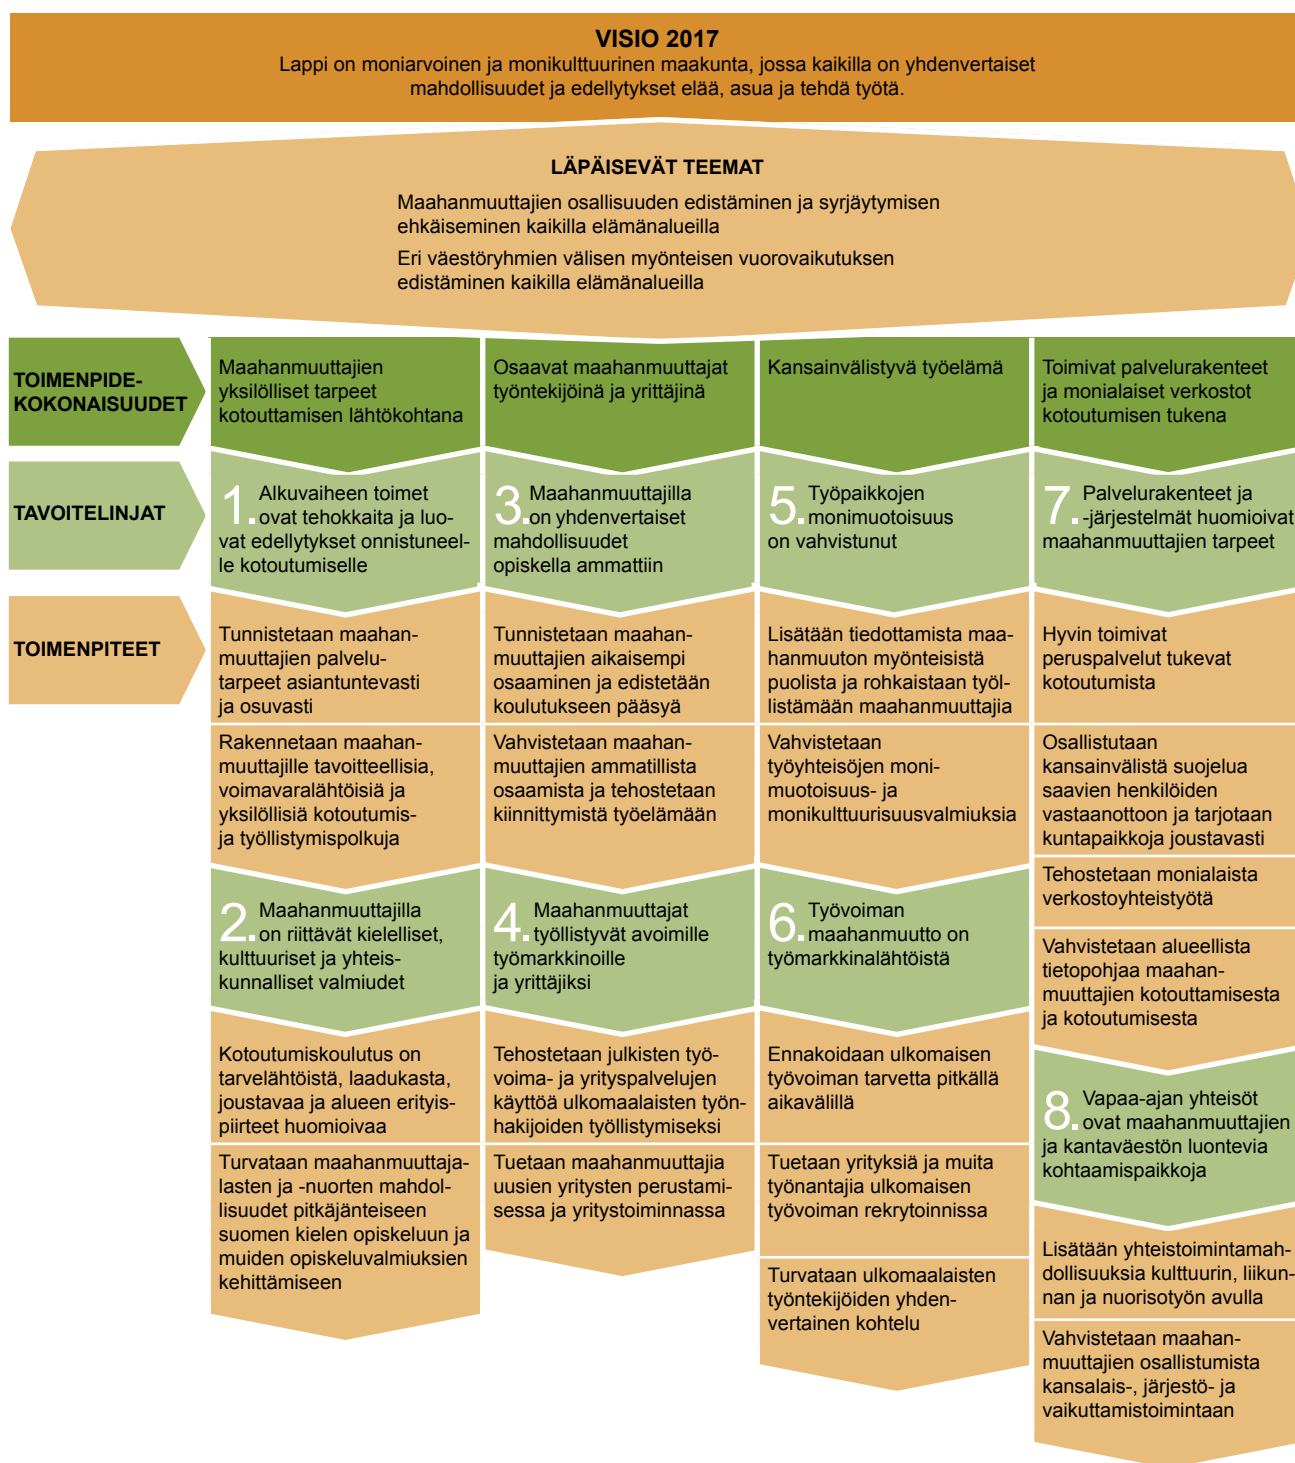 VISIO 2017
Lappi on moniarvoinen ja monikulttuurinen maakunta, jossa kaikilla on yhdenvertaiset
mahdollisuudet ja edellytykset elää, asua ja tehdä työtä.
LÄPÄISEVÄT TEEMAT
Maahanmuuttajien osallisuuden edistäminen ja syrjäytymisen
ehkäiseminen kaikilla elämänalueilla
Eri väestöryhmien välisen myönteisen vuorovaikutuksen
edistäminen kaikilla elämänalueilla
TOIMENPIDE-
KOKONAISUUDET
TAVOITELINJAT
TOIMENPITEET
Maahanmuuttajien
yksilölliset tarpeet
kotouttamisen lähtökohtana
1. Alkuvaiheen toimet
ovat tehokkaita ja luo-
vat edellytykset onnistuneel-
le kotoutumiselle
Tunnistetaan maahan-
muuttajien palvelu-
tarpeet asiantuntevasti
ja osuvasti
Rakennetaan maahan-
muuttajille tavoitteellisia,
voimavaralähtöisiä ja
yksilöllisiä kotoutumis-
ja työllistymispolkuja
2. Maahanmuuttajilla
on riittävät kielelliset,
kulttuuriset ja yhteis-
kunnalliset valmiudet
Kotoutumiskoulutus on
tarvelähtöistä, laadukasta,
joustavaa ja alueen erityis-
piirteet huomioivaa
Turvataan maahanmuuttaja-
lasten ja -nuorten mahdol-
lisuudet pitkäjänteiseen
suomen kielen opiskeluun ja
muiden opiskeluvalmiuksien
kehittämiseen
Osaavat maahanmuuttajat
työntekijöinä ja yrittäjinä
3. Maahanmuuttajilla
on yhdenvertaiset
mahdollisuudet
opiskella ammattiin
Tunnistetaan maahan-
muuttajien aikaisempi
osaaminen ja edistetään
koulutukseen pääsyä
Vahvistetaan maahan-
muuttajien ammatillista
osaamista ja tehostetaan
kiinnittymistä työelämään
4. Maahanmuuttajat
työllistyvät avoimille
työmarkkinoille
ja yrittäjiksi
Tehostetaan julkisten työ-
voima- ja yrityspalvelujen
käyttöä ulkomaalaisten työn-
hakijoiden työllistymiseksi
Tuetaan maahanmuuttajia
uusien yritysten perustami-
sessa ja yritystoiminnassa
Kansainvälistyvä työelämä
5. Työpaikkojen
monimuotoisuus
on vahvistunut
Lisätään tiedottamista maa-
hanmuuton myönteisistä
puolista ja rohkaistaan työl-
listämään maahanmuuttajia
Vahvistetaan
työyhteisöjen moni-
muotoisuus- ja
monikulttuurisuusvalmiuksia
6. Työvoiman
maahanmuutto on
työmarkkinalähtöistä
Ennakoidaan ulkomaisen
työvoiman tarvetta pitkällä
aikavälillä
Tuetaan yrityksiä ja muita
työnantajia ulkomaisen
työvoiman rekrytoinnissa
Turvataan ulkomaalaisten
työntekijöiden yhden-
vertainen kohtelu
Toimivat palvelurakenteet
ja monialaiset verkostot
kotoutumisen tukena
7. Palvelurakenteet ja
-järjestelmät huomioivat
maahanmuuttajien tarpeet
Hyvin toimivat
peruspalvelut tukevat
kotoutumista
Osallistutaan
kansainvälistä suojelua
saavien henkilöiden
vastaanottoon ja tarjotaan
kuntapaikkoja joustavasti
Tehostetaan monialaista
verkostoyhteistyötä
Vahvistetaan alueellista
tietopohjaa maahan-
muuttajien kotouttamisesta
ja kotoutumisesta
8. Vapaa-ajan yhteisöt
ovat maahanmuuttajien
ja kantaväestön luontevia
kohtaamispaikkoja
Lisätään yhteistoimintamah-
dollisuuksia kulttuurin, liikun-
nan ja nuorisotyön avulla
Vahvistetaan maahan-
muuttajien osallistumista
kansalais-, järjestö- ja
vaikuttamistoimintaan